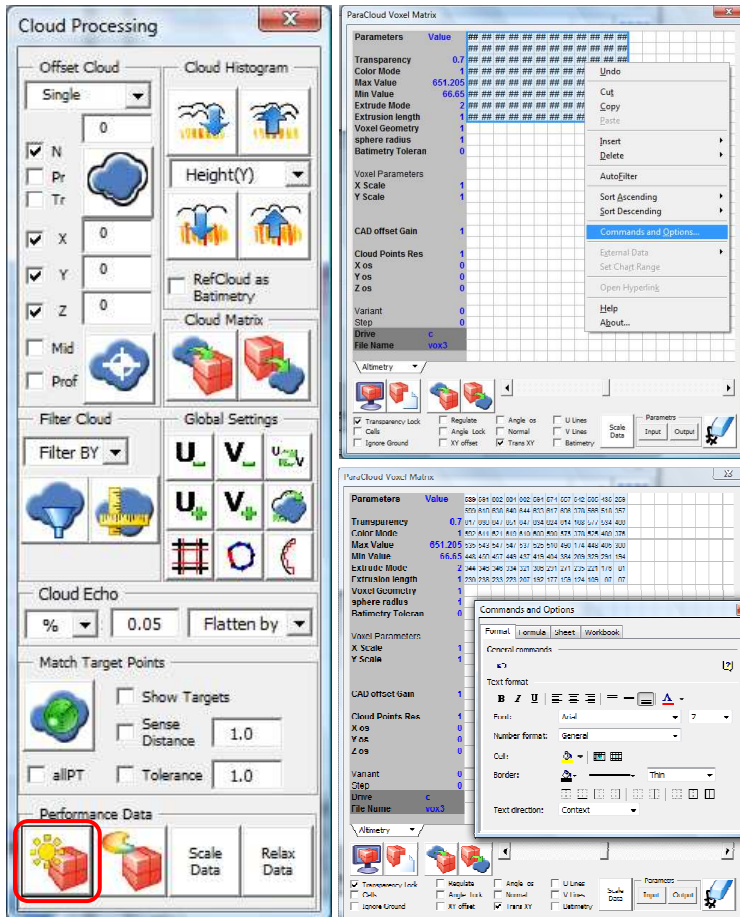 Cloud Processing
Offset Cloud
Single
0
N
Pr
Tr
X 0
Y 0
Z 0
Mid
Prof
Cloud Histogram
Height(Y)
RefCloud as
Batimetry
Cloud Matrix
Filter Cloud
Filter BY
Global Settings
U V U V
U V
Cloud Echo
% 0.05 Flatten by
Match Target Points
Show Targets
Sense
Distance 1.0
allPT Tolerance 1.0
Performance Data
Scale
Data
Relax
Data
ParaCloud Voxel Matrix
Parameters Value ## ## ## ## ## ## ## ## ## ## ## ##
## ## ## ## ## ## ## ## ## ## ## ##
Transparency 0.7 ## ## ## ## ## ## ## ## ## ## ## ##
Color Mode 1 ## ## ## ## ## ## ## ## ##
Max Value 651.205 ## ## ## ## ## ## ## ## ##
Min Value 66.65 ## ## ## ## ## ## ## ## ##
Extrude Mode 2 ## ## ## ## ## ## ## ## ##
Extrusion length 1 ## ## ## ## ## ## ## ## ##
Voxel Geometry 1
sphere radius 1
Batimetry Toleran 0
Voxel Parameters
X Scale 1
Y Scale 1
CAD offset Gain 1
Cloud Points Res 1
X os 0
Y os 0
Z os 0
Variant 0
Step 0
Drive c
File Name vox3
Undo
Cut
Copy
Paste
Insert
Delete
AutoFilter
Sort Ascending
Sort Descending
Commands and Options...
External Data
Set Chart Range
Open Hyperlink
Help
About...
Altimetry
Transparency Lock Regulate Angle os U Lines
Cells Angle Lock Normal V Lines
Ignore Ground XY offset Trans XY Batimetry
Scale
Data
Parametrs
Input Output
ParaCloud Voxel Matrix
Parameters Value
Transparency 0.7
Color Mode 1
Max Value 651.205
Min Value 66.65
Extrude Mode 2
Extrusion length 1
Voxel Geometry 1
sphere radius 1
Batimetry Toleran 0
Voxel Parameters
X Scale 1
Y Scale 1
CAD offset Gain 1
Cloud Points Res 1
X os 0
Y os 0
Z os 0
Variant 0
Step 0
Drive c
File Name vox3
Commands and Options
Format Formula Sheet Workbook
General commands
Text format
B I U A
Font: Arial 7
Number format: General
Cell:
Border: Thin
Text direction: Context
Altimetry
Transparency Lock Regulate Angle os U Lines
Cells Angle Lock Normal V Lines
Ignore Ground XY offset Trans XY Batimetry
Scale
Data
Parametrs
Input Output